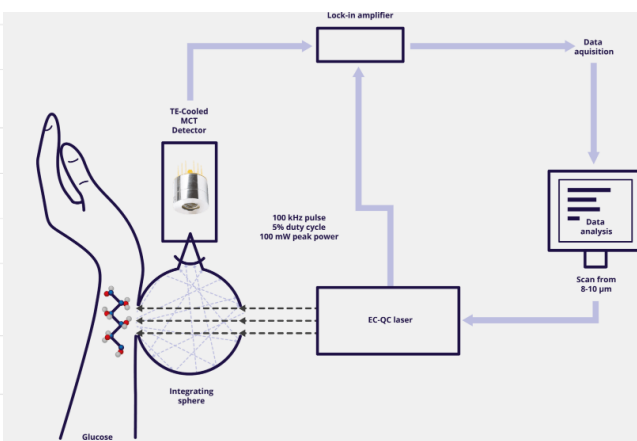 Lock-in amplifier
Data
aquisition
TE-Cooled
MCT
Detector
100 kHz pulse
5% duty cycle
100 mW peak power
Data
analysis
Scan from
8-10 µm
EC-QC laser
Integrating
sphere
Glucose